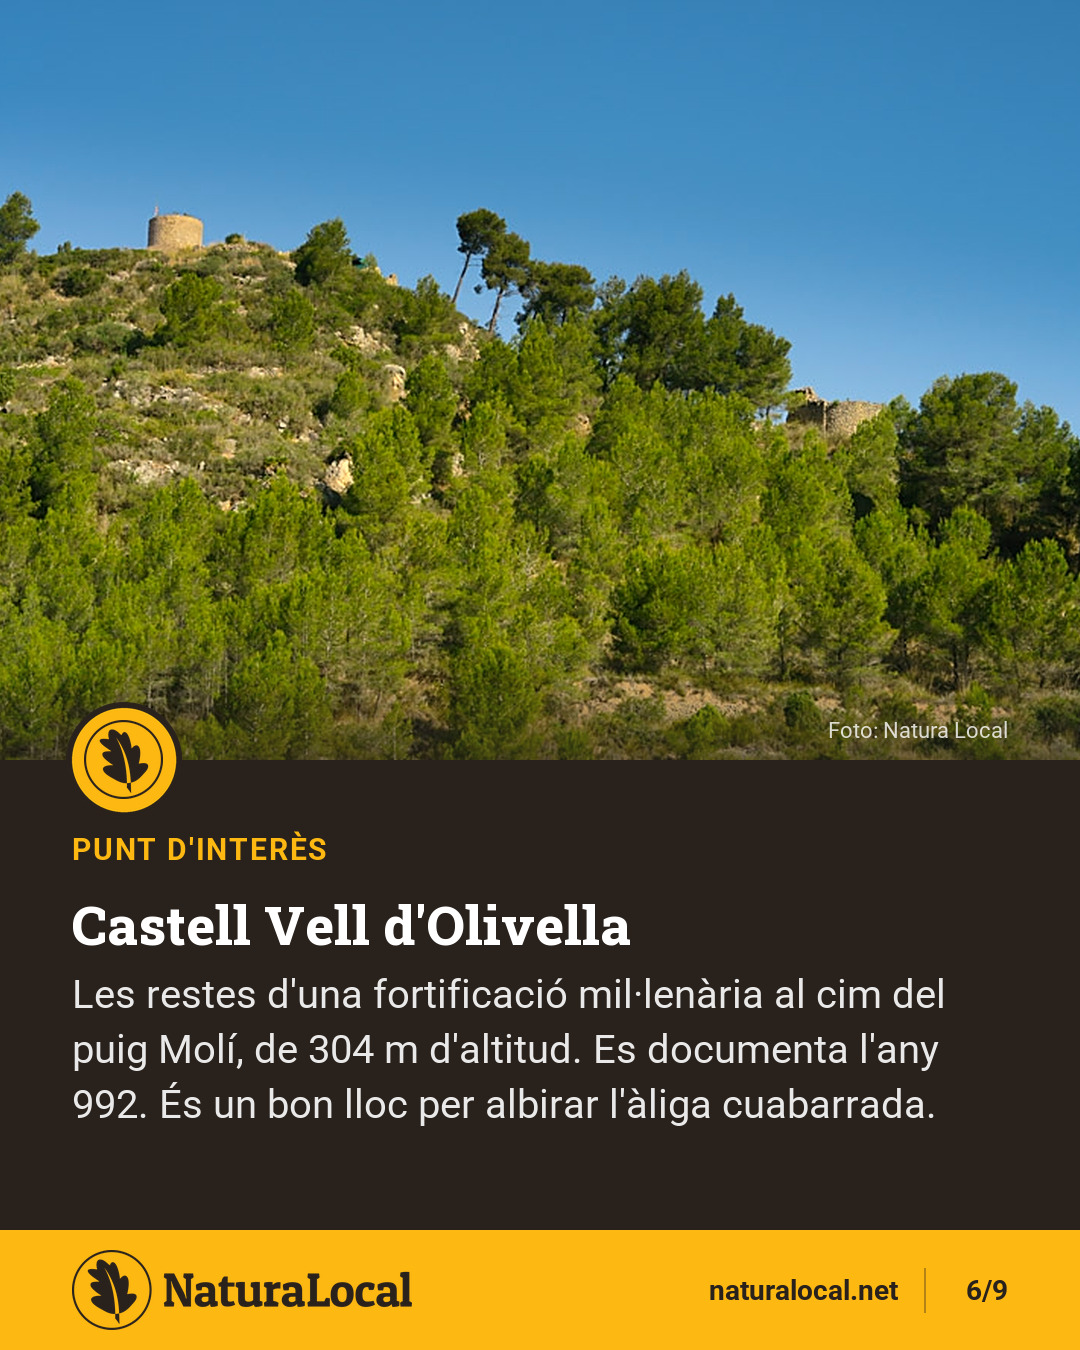 Foto: Natura Local
PUNT D'INTERÈS
Castell Vell d'Olivella
Les restes d'una fortificació mil·lenària al cim del
puig Molí, de 304 m d'altitud. Es documenta l'any
992. És un bon lloc per albirar l'àliga cuabarrada.
NaturaLocal
naturalocal.net
6/9